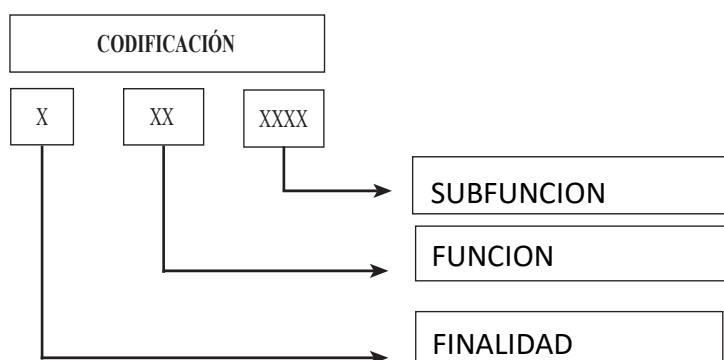 CODIFICACIÓN
X XX XXXX
SUBFUNCION
FUNCION
FINALIDAD